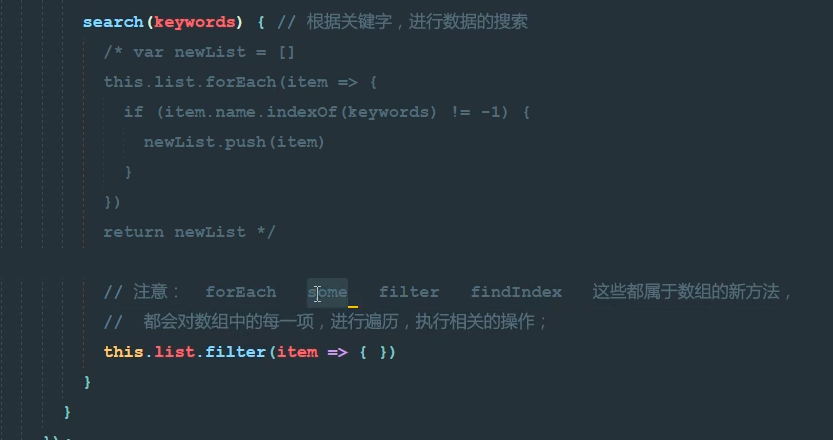 search(keywords) { // 根据关键字，进行数据的搜索
/* var newList = []
this.list.forEach(item => {
if (item.name.indexOf(keywords) != -1) {
newList.push(item)
}
})
return newList */
// 注意： forEach some filter findIndex 这些都属于数组的新方法，
// 都会对数组中的每一项，进行遍历，执行相关的操作；
this.list.filter(item => { })
}
}